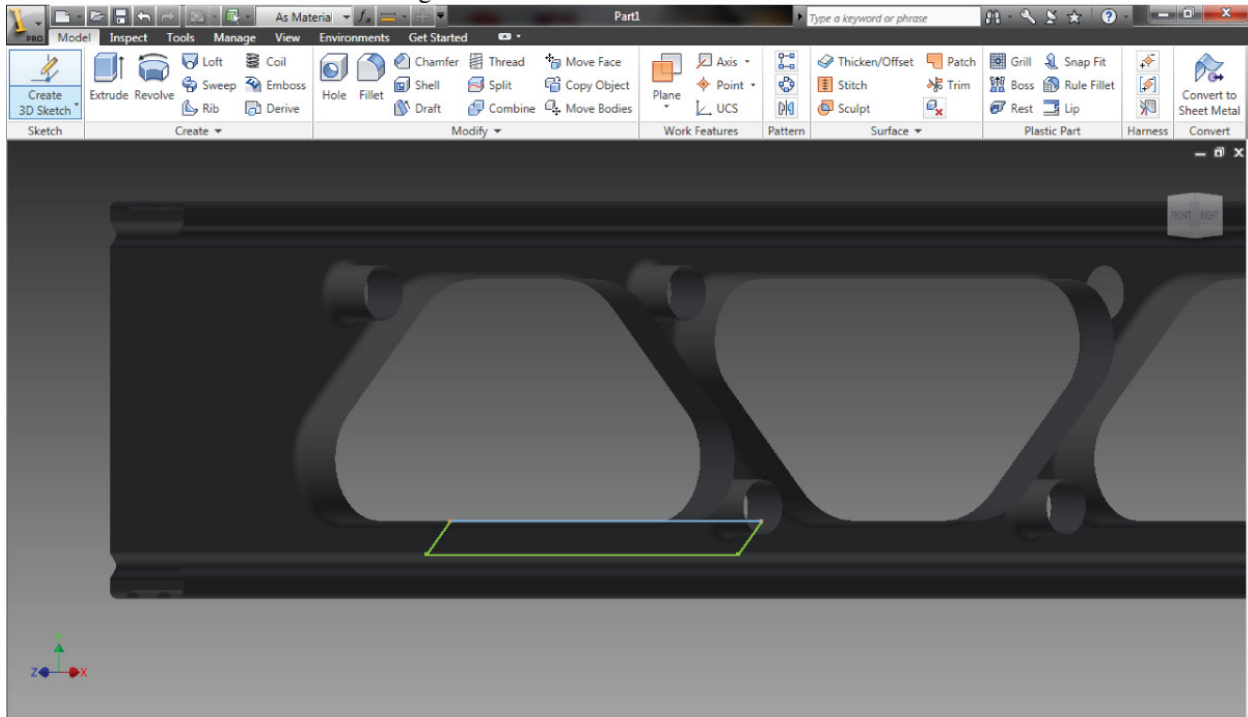 As Material
Part1
Type a keyword or phrase
PRO
Model Inspect Tools Manage View Environments Get Started
Create 3D Sketch
Extrude Revolve
Loft Coil
Sweep Emboss
Rib Derive
Hole Fillet
Chamfer Thread Move Face
Shell Split Copy Object
Draft Combine Move Bodies
Plane
Axis
Point
UCS
Thicken/Offset Patch
Stitch Trim
Sculpt
Grill Snap Fit
Boss Rule Fillet
Rest Lip
Convert to
Sheet Metal
Sketch Create Modify Work Features Pattern Surface Plastic Part Harness Convert
FRONT RIGHT
Z X